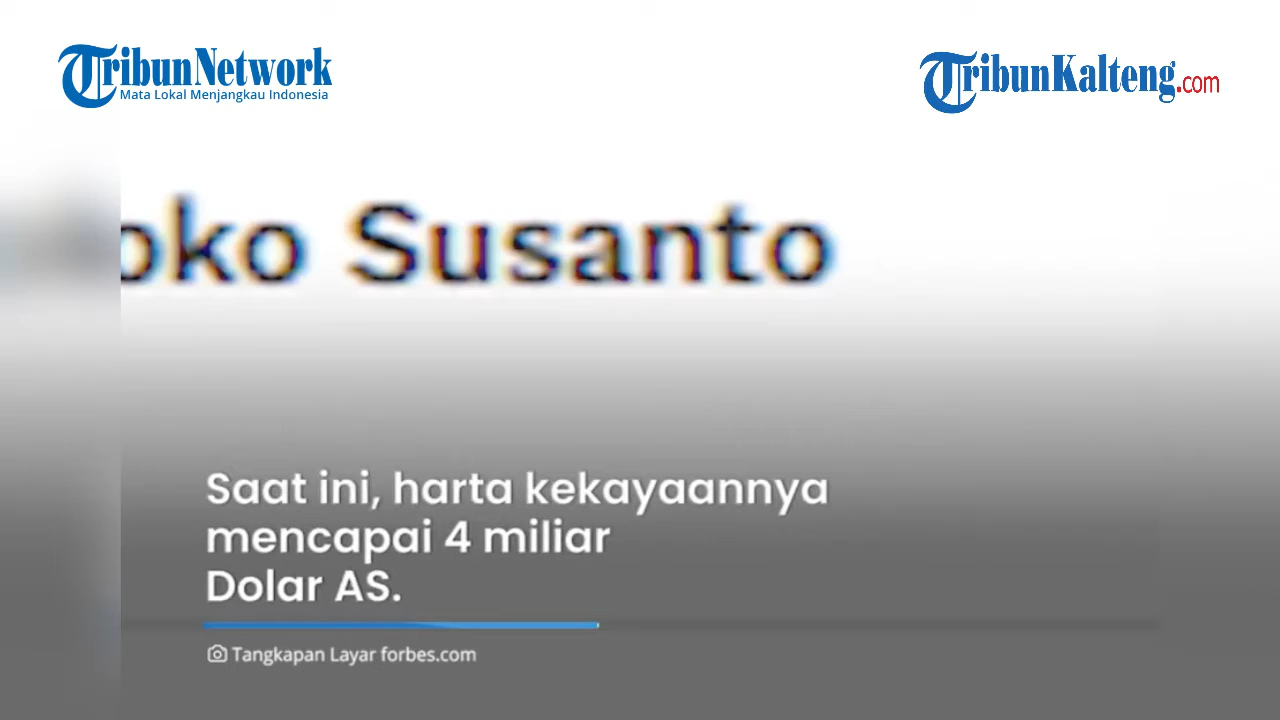 TribunNetwork
Mata Lokal Menjangkau Indonesia
TribunKalteng.com
oko Susanto
Saat ini, harta kekayaannya
mencapai 4 miliar
Dolar AS.
Tangkapan Layar forbes.com